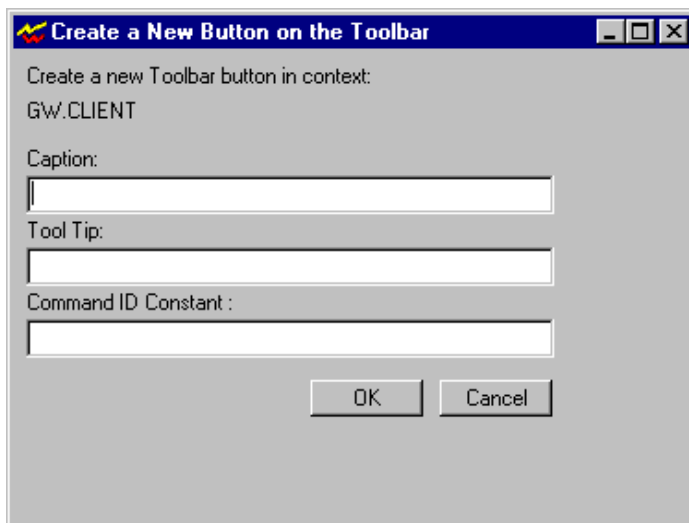 Create a New Button on the Toolbar
Create a new Toolbar button in context:
GW.CLIENT
Caption:
Tool Tip:
Command ID Constant :
OK
Cancel